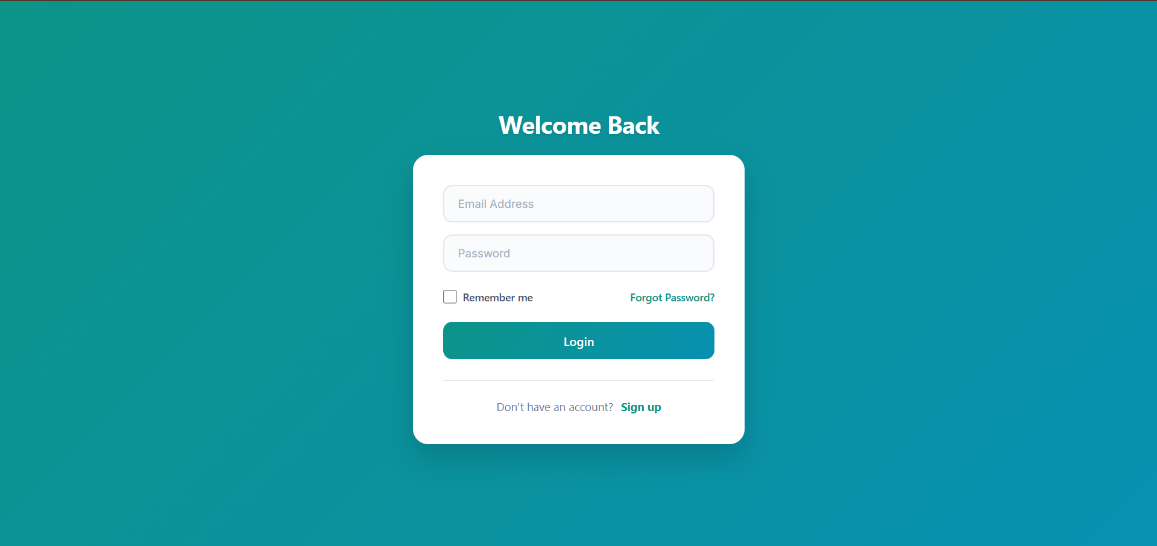 Welcome Back
Email Address
Password
Remember me Forgot Password?
Login
Don't have an account? Sign up